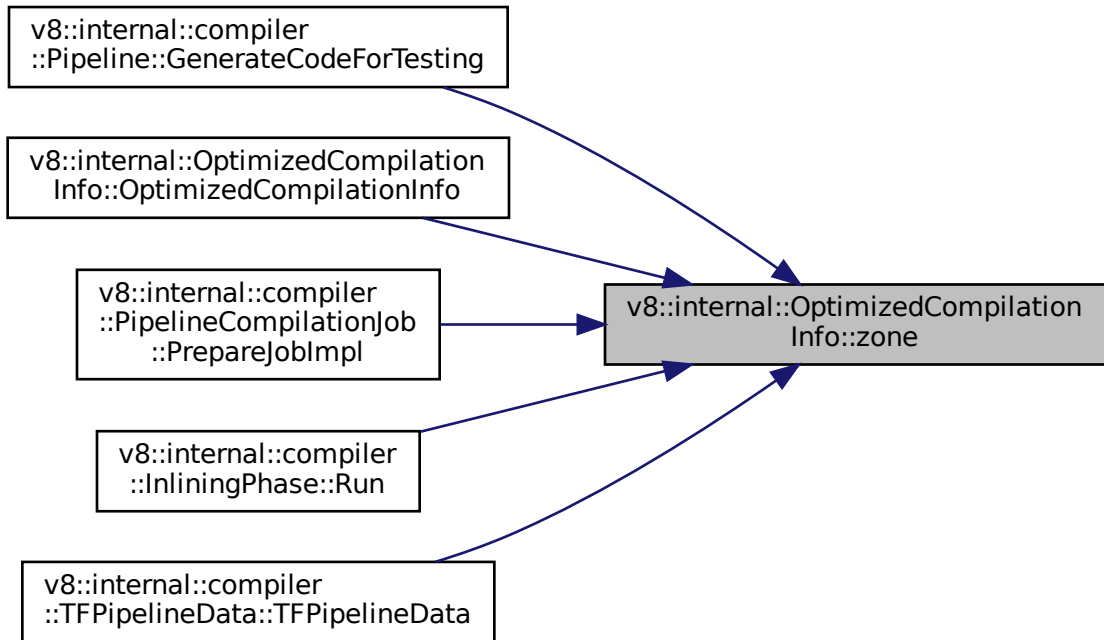 v8::internal::compiler
::Pipeline::GenerateCodeForTesting
v8::internal::OptimizedCompilation
Info::OptimizedCompilationInfo
v8::internal::compiler
::PipelineCompilationJob
::PrepareJobImpl
v8::internal::compiler
::InliningPhase::Run
v8::internal::compiler
::TFPipelineData::TFPipelineData
v8::internal::OptimizedCompilation
Info::zone